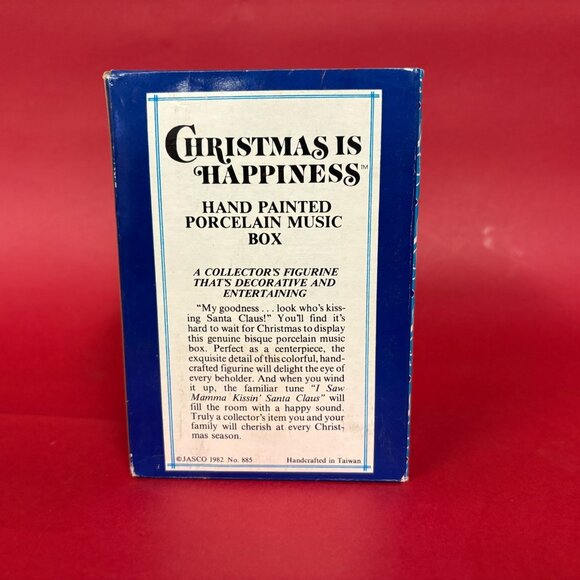 CHRISTMAS IS
HAPPINESS™
HAND PAINTED
PORCELAIN MUSIC
BOX
A COLLECTOR'S FIGURINE
THAT'S DECORATIVE AND
ENTERTAINING
"My goodness . . . look who's kiss-
ing Santa Claus!" You'll find it's
hard to wait for Christmas to display
this genuine bisque porcelain music
box. Perfect as a centerpiece, the
exquisite detail of this colorful, hand-
crafted figurine will delight the eye of
every beholder. And when you wind
it up, the familiar tune "I Saw
Mamma Kissin' Santa Claus" will
fill the room with a happy sound.
Truly a collector's item you and your
family will cherish at every Christ-
mas season.
©JASCO 1982 No. 885 Handcrafted in Taiwan